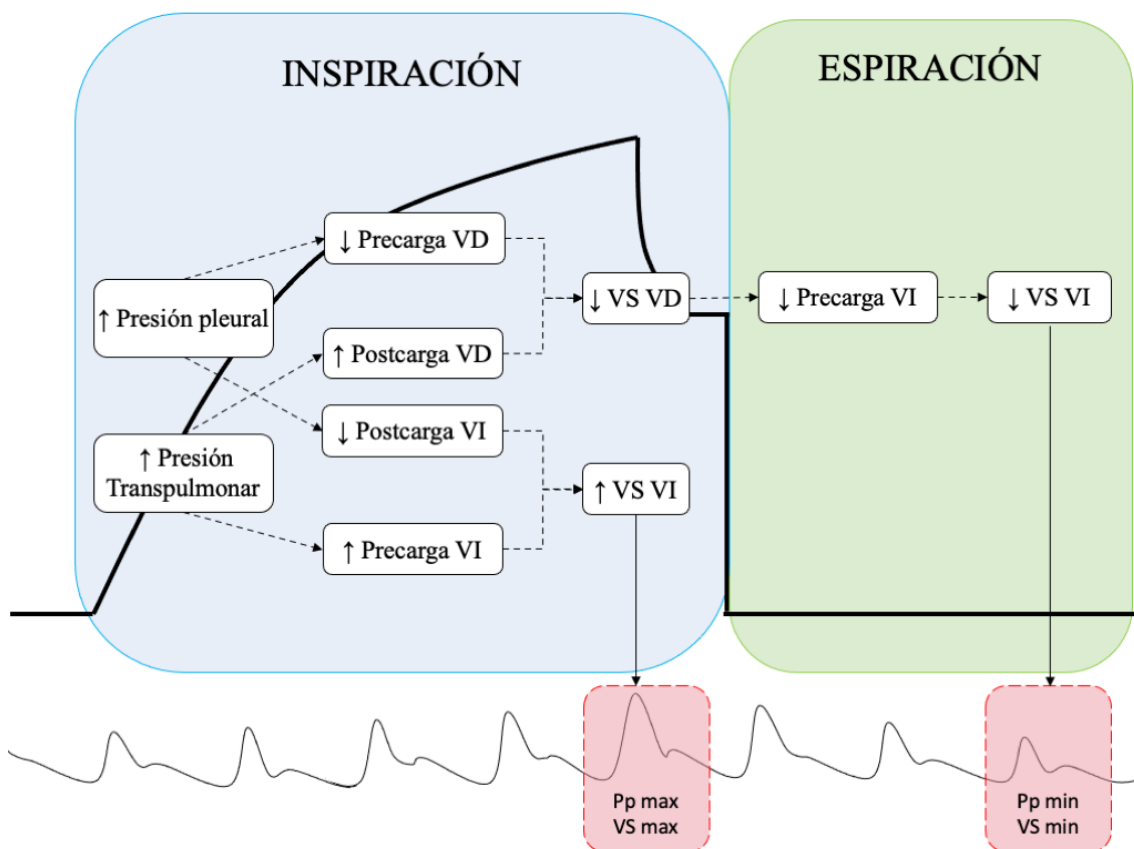 INSPIRACIÓN
ESPIRACIÓN
↓ Precarga VD
↑ Presión pleural
↓ VS VD
↓ Precarga VI
↓ VS VI
↑ Postcarga VD
↓ Postcarga VI
↑ Presión
Transpulmonar
↑ VS VI
↑ Precarga VI
Pp max
VS max
Pp min
VS min